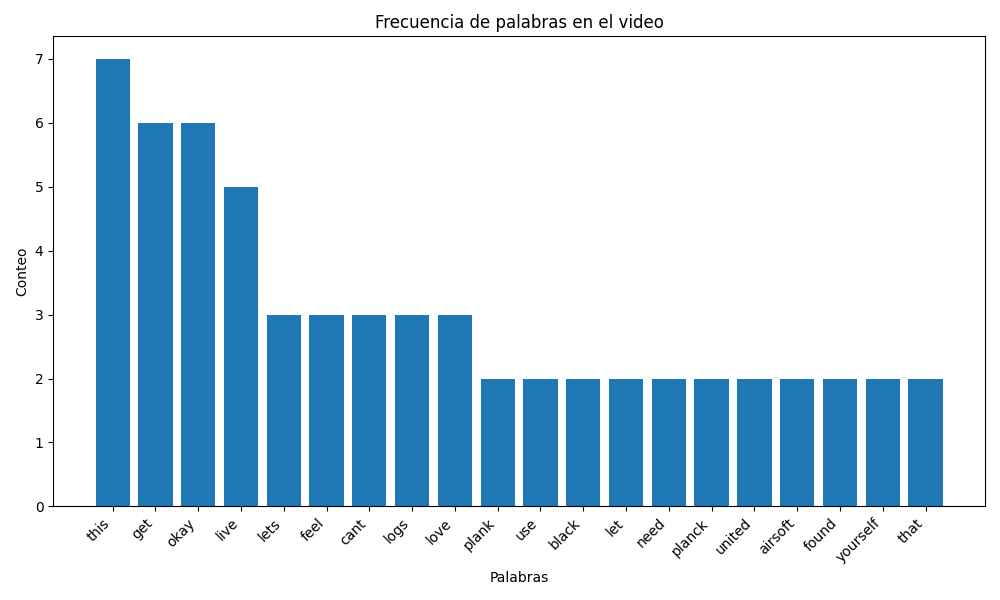 Frecuencia de palabras en el video
Conteo
7
6
5
4
3
2
1
0
this
get
okay
live
lets
feel
cant
logs
love
plank
use
black
let
need
planck
united
airsoft
found
yourself
that
Palabras